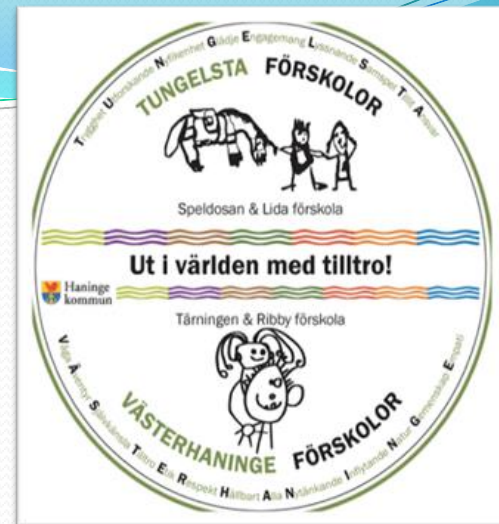 Trygghet Utforskande Nyfikenhet Glädje Engagemang Lyssnande Samspel Tillit Ansvar
TUNGELSTA FÖRSKOLOR
Speldosan & Lida förskola
Ut i världen med tilltro!
Haninge
kommun
Tärningen & Ribby förskola
VÄSTERHANINGE FÖRSKOLOR
Våga Äventyr Självkänsla Tilltro Etik Respekt Hållbart Alla Nytänkande Inflytande Natur Gemenskap Empati